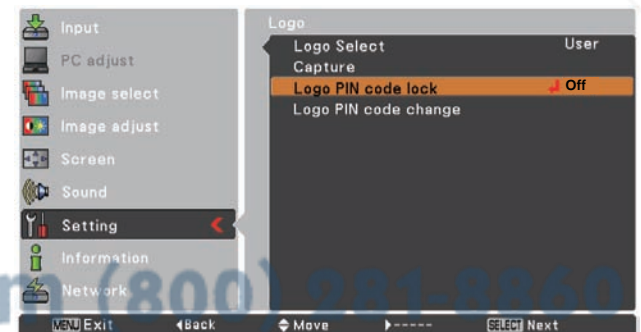 Input
PC adjust
Image select
Image adjust
Screen
Sound
Setting
Information
Network
Logo
Logo Select User
Capture
Logo PIN code lock Off
Logo PIN code change
m (800) 281-8860
MENU Exit ◀Back Move ▶----- SELECT Next